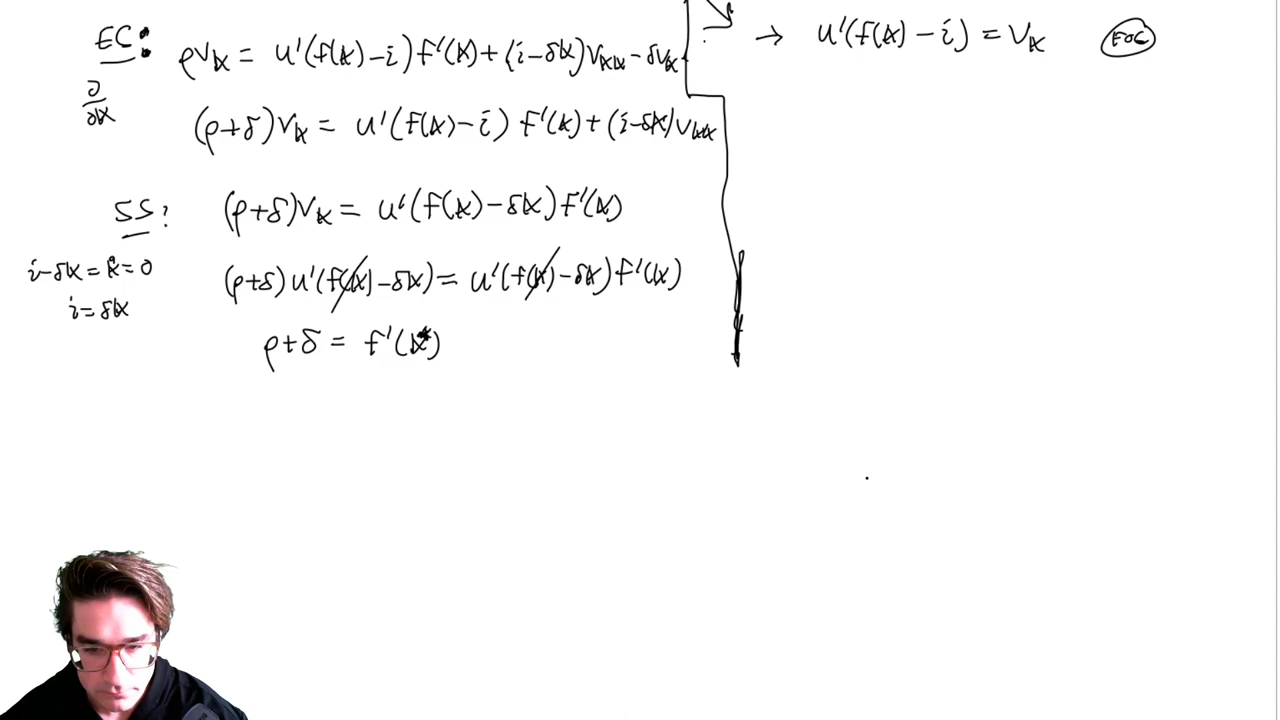 EC: ρV_k = u'(f(k)-i) f'(k) + (i-δk)V_kk - δV_k
∂/∂k
(ρ+δ)V_k = u'(f(k)-i) f'(k) + (i-δk)V_kk
SS: (ρ+δ)V_k = u'(f(k)-δk) f'(k)
i-δk = k̇ = 0
i = δk
(ρ+δ) u'(f(k)-δk) = u'(f(k)-δk) f'(k)
ρ+δ = f'(k*)
→ u'(f(k)-i) = V_k FOC